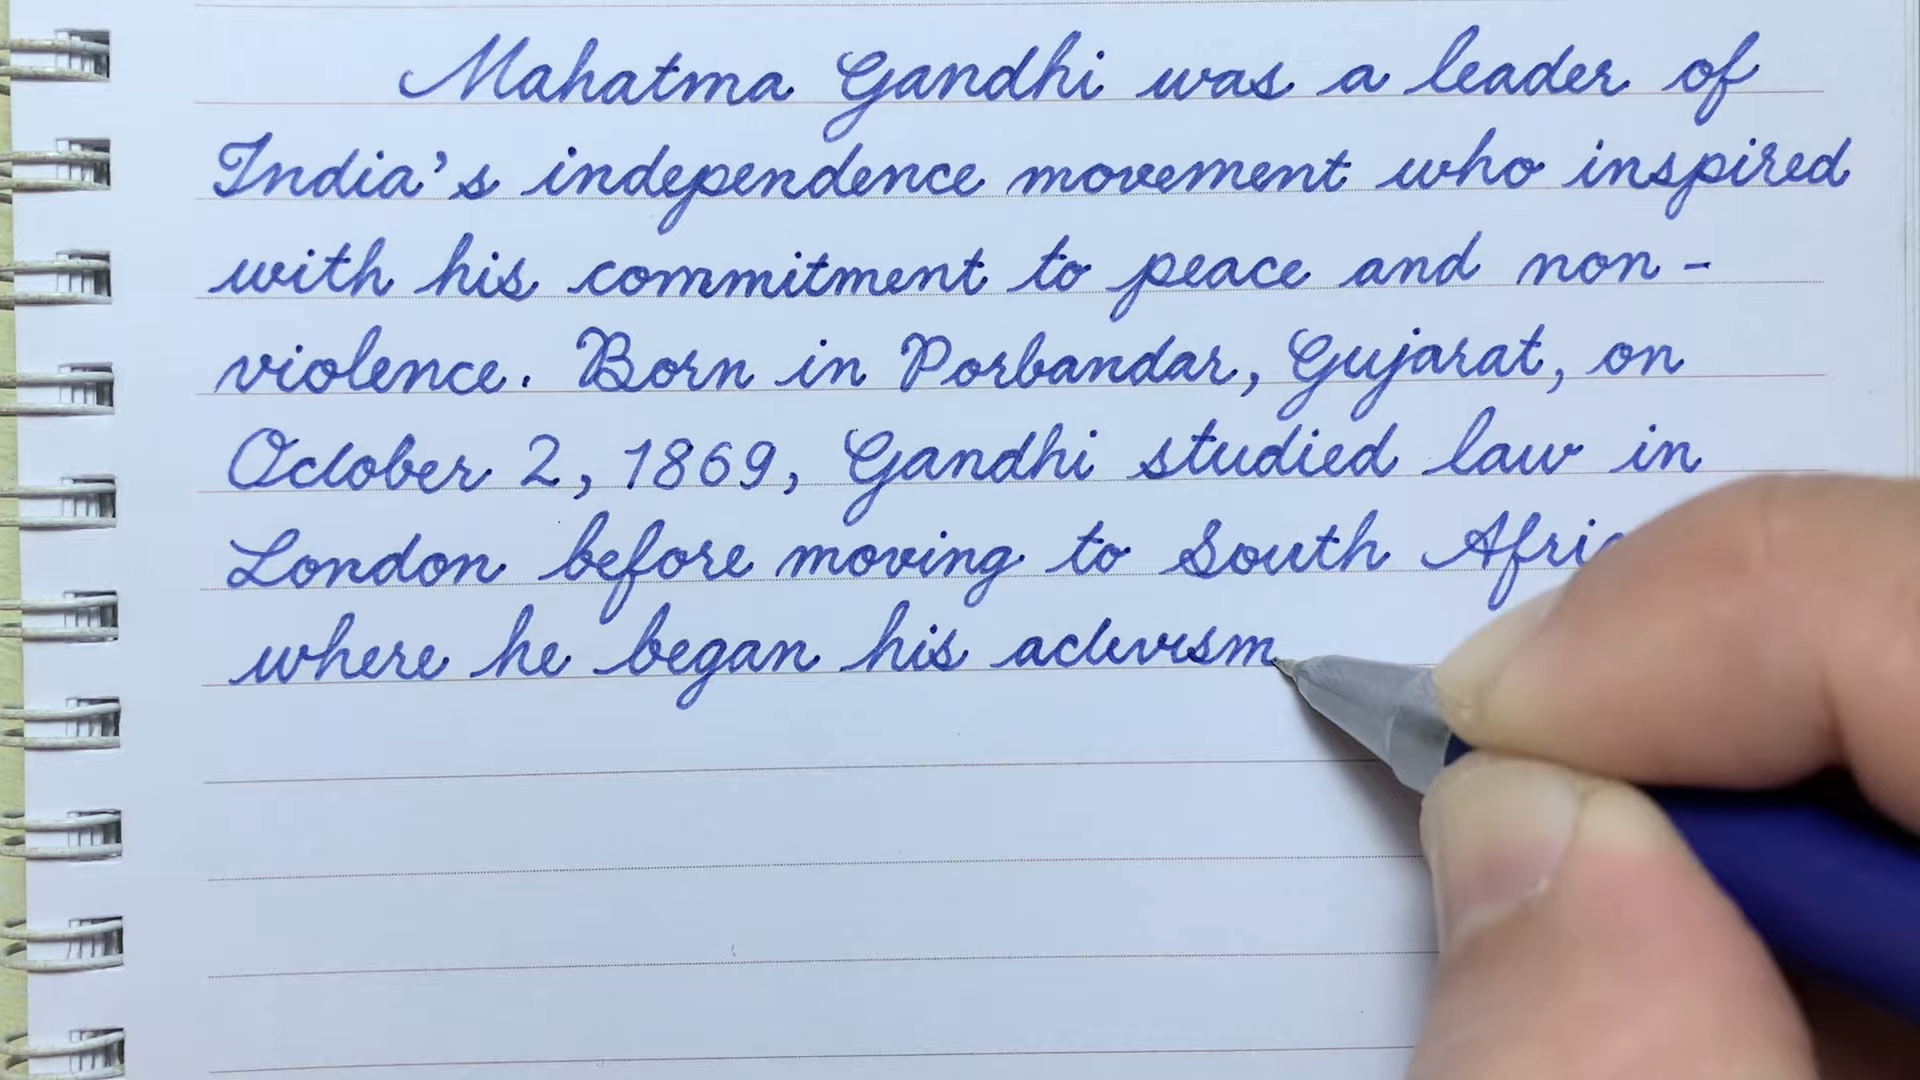 Mahatma Gandhi was a leader of
India's independence movement who inspired
with his commitment to peace and non-
violence. Born in Porbandar, Gujarat, on
October 2, 1869, Gandhi studied law in
London before moving to South Afric
where he began his activism